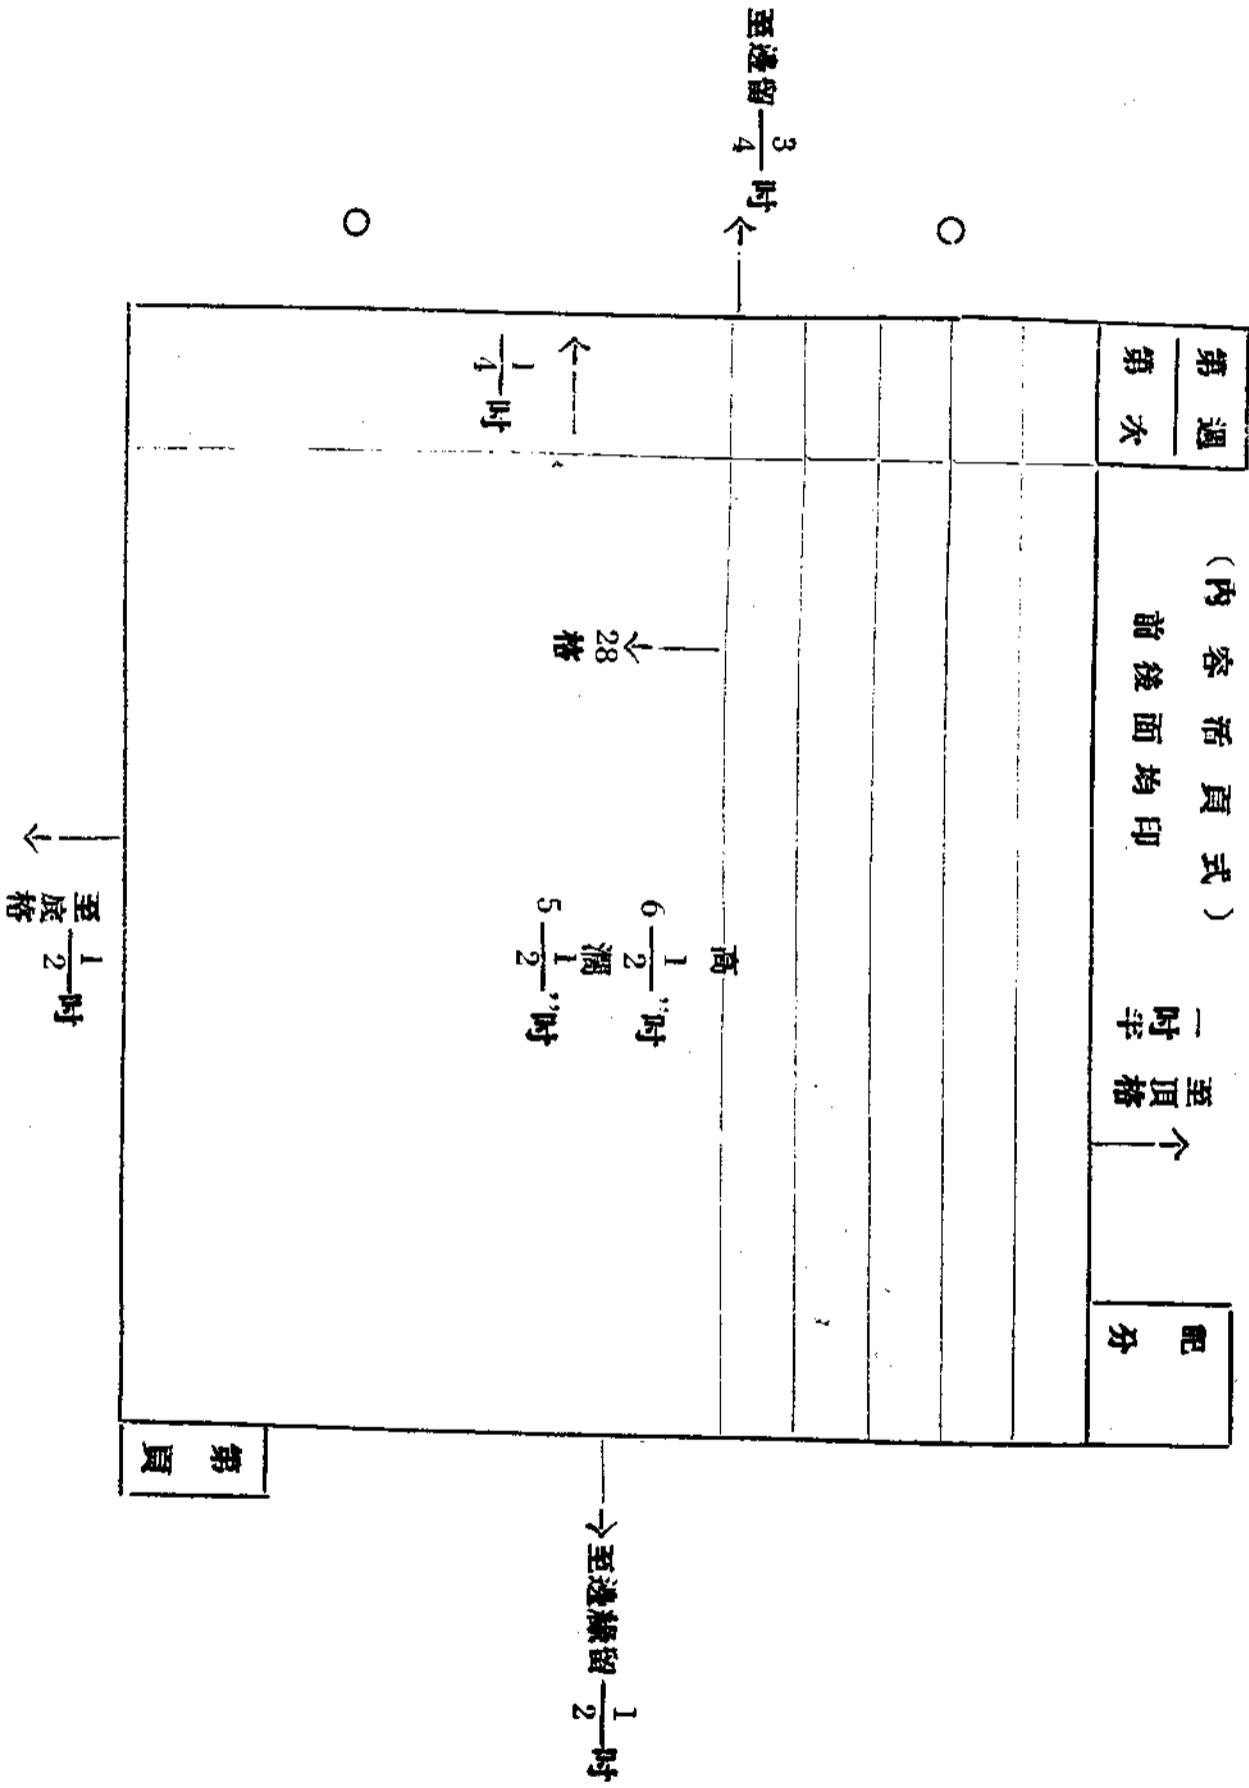 第 週
第 次
(內容活頁式)
前後面均印
一吋半
至頂格
記分
至邊留3/4吋
1/4吋
28格
高
6 1/2"吋
濶
5 1/2"吋
至底格
1/2吋
第 頁
至邊線留1/2吋